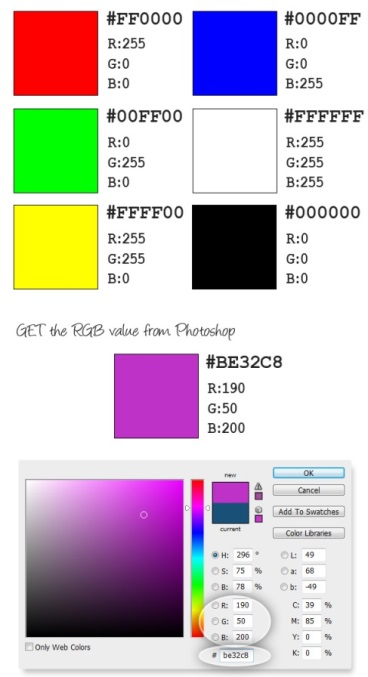 #FF0000 #0000FF
R:255 R:0
G:0 G:0
B:0 B:255
#00FF00 #FFFFFF
R:0 R:255
G:255 G:255
B:0 B:255
#FFFF00 #000000
R:255 R:0
G:255 G:0
B:0 B:0
GET the RGB value from Photoshop
#BE32C8
R:190
G:50
B:200
new
OK
Cancel
Add To Swatches
current
Color Libraries
H: 296 ° L: 49
S: 75 % a: 68
B: 78 % b: -49
R: 190 C: 39 %
G: 50 M: 85 %
B: 200 Y: 0 %
# be32c8 K: 0 %
Only Web Colors